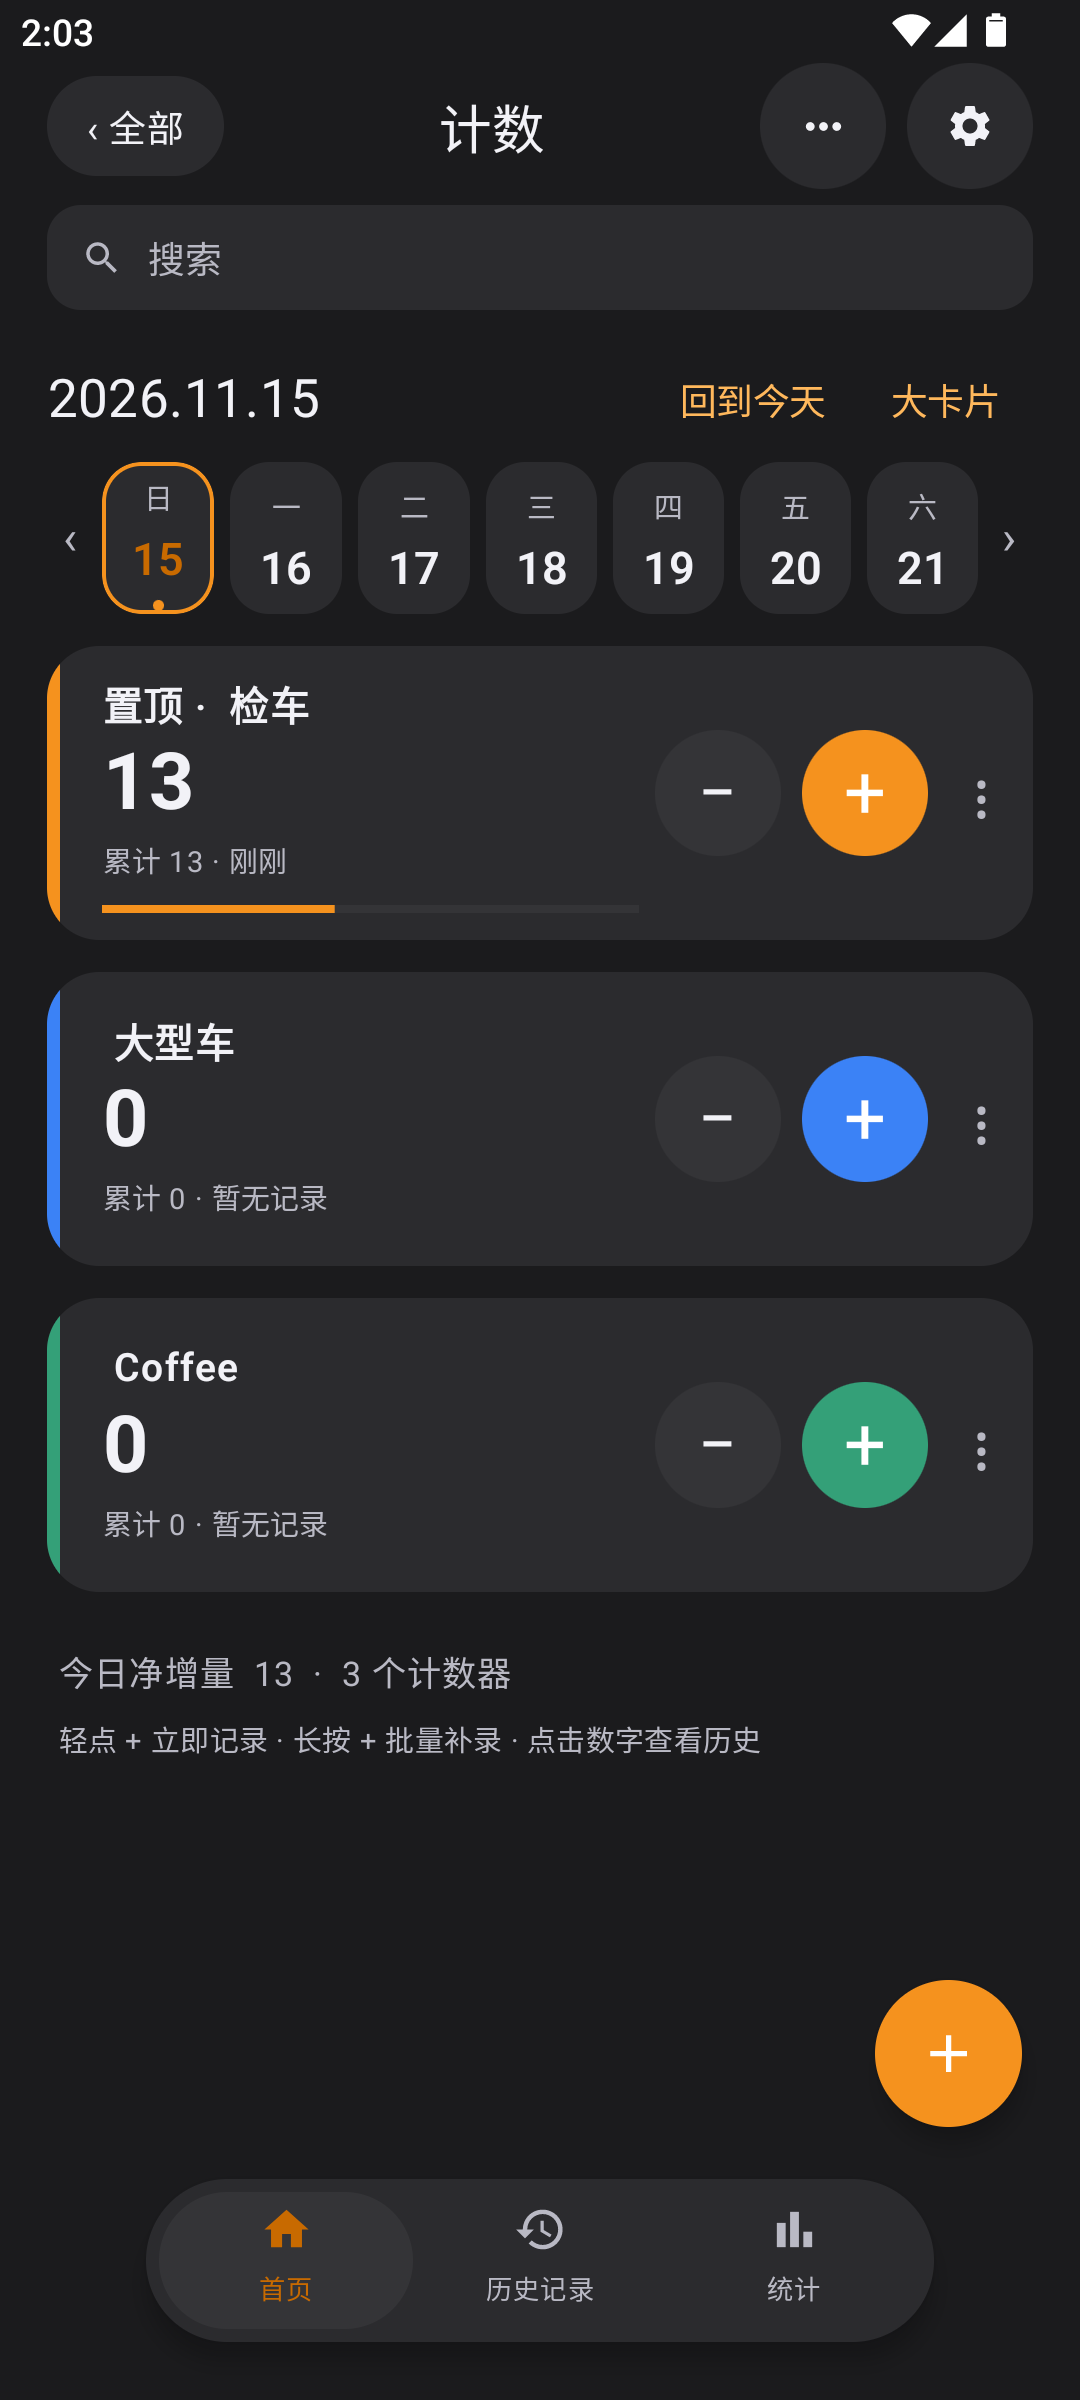 2:03
‹ 全部
计数
搜索
2026.11.15
回到今天
大卡片
‹
日
15
一
16
二
17
三
18
四
19
五
20
六
21
›
置顶 · 检车
13
累计 13 · 刚刚
−
+
大型车
0
累计 0 · 暂无记录
−
+
Coffee
0
累计 0 · 暂无记录
−
+
今日净增量 13 · 3 个计数器
轻点 + 立即记录 · 长按 + 批量补录 · 点击数字查看历史
+
首页
历史记录
统计